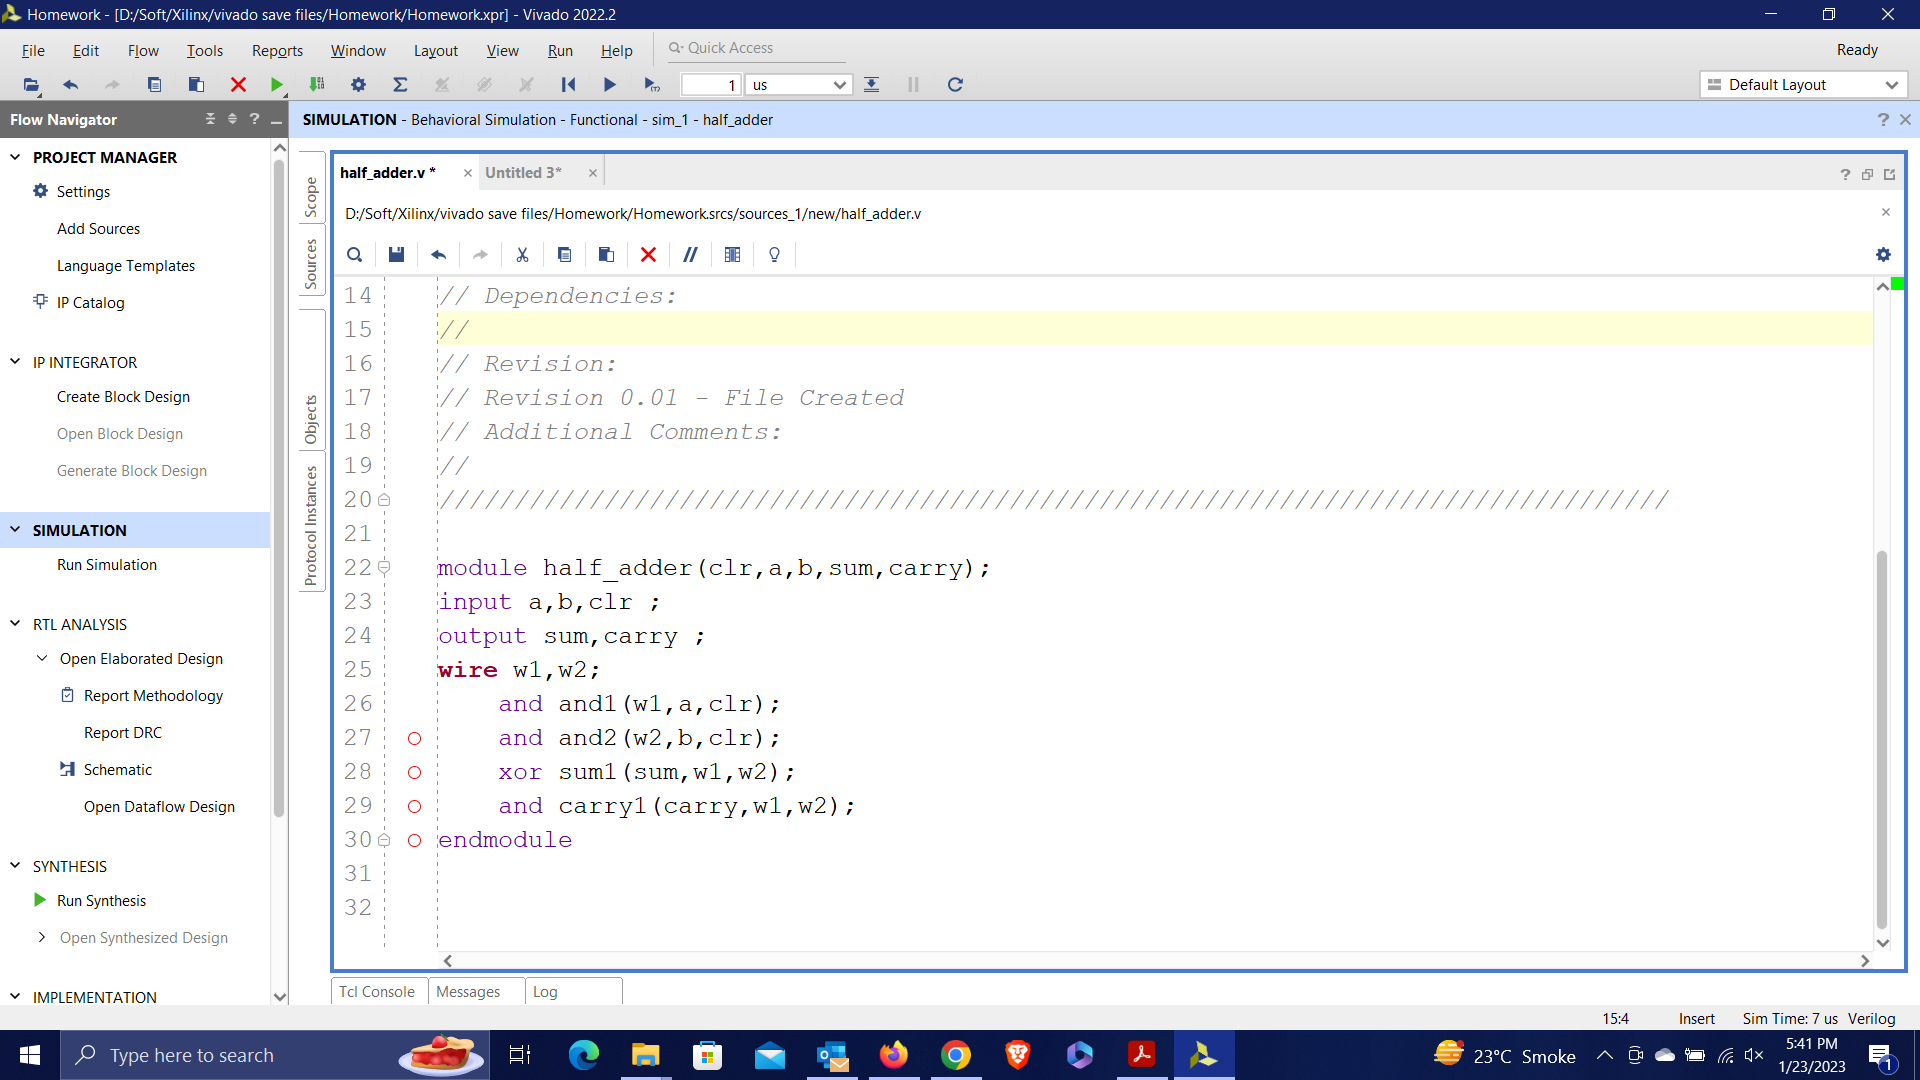 Homework - [D:/Soft/Xilinx/vivado save files/Homework/Homework.xpr] - Vivado 2022.2
File Edit Flow Tools Reports Window Layout View Run Help Quick Access Ready
1 us Default Layout
Flow Navigator
SIMULATION - Behavioral Simulation - Functional - sim_1 - half_adder
PROJECT MANAGER
Settings
Add Sources
Language Templates
IP Catalog
IP INTEGRATOR
Create Block Design
Open Block Design
Generate Block Design
SIMULATION
Run Simulation
RTL ANALYSIS
Open Elaborated Design
Report Methodology
Report DRC
Schematic
Open Dataflow Design
SYNTHESIS
Run Synthesis
Open Synthesized Design
IMPLEMENTATION
Scope
Sources
Objects
Protocol Instances
half_adder.v * Untitled 3*
D:/Soft/Xilinx/vivado save files/Homework/Homework.srcs/sources_1/new/half_adder.v
14 // Dependencies:
15 //
16 // Revision:
17 // Revision 0.01 - File Created
18 // Additional Comments:
19 //
20 //////////////////////////////////////////////////////////////////////////////////
21
22 module half_adder(clr,a,b,sum,carry);
23 input a,b,clr ;
24 output sum,carry ;
25 wire w1,w2;
26 and and1(w1,a,clr);
27 and and2(w2,b,clr);
28 xor sum1(sum,w1,w2);
29 and carry1(carry,w1,w2);
30 endmodule
31
32
Tcl Console Messages Log
15:4 Insert Sim Time: 7 us Verilog
Type here to search
23°C Smoke
5:41 PM
1/23/2023
1